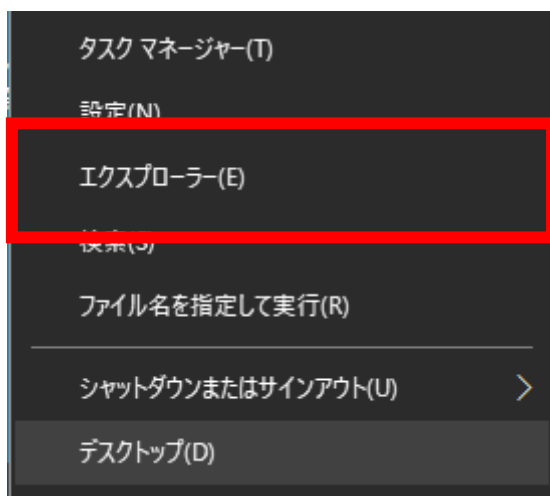 タスク マネージャー(T)
設定(N)
エクスプローラー(E)
検索(S)
ファイル名を指定して実行(R)
シャットダウンまたはサインアウト(U)
デスクトップ(D)